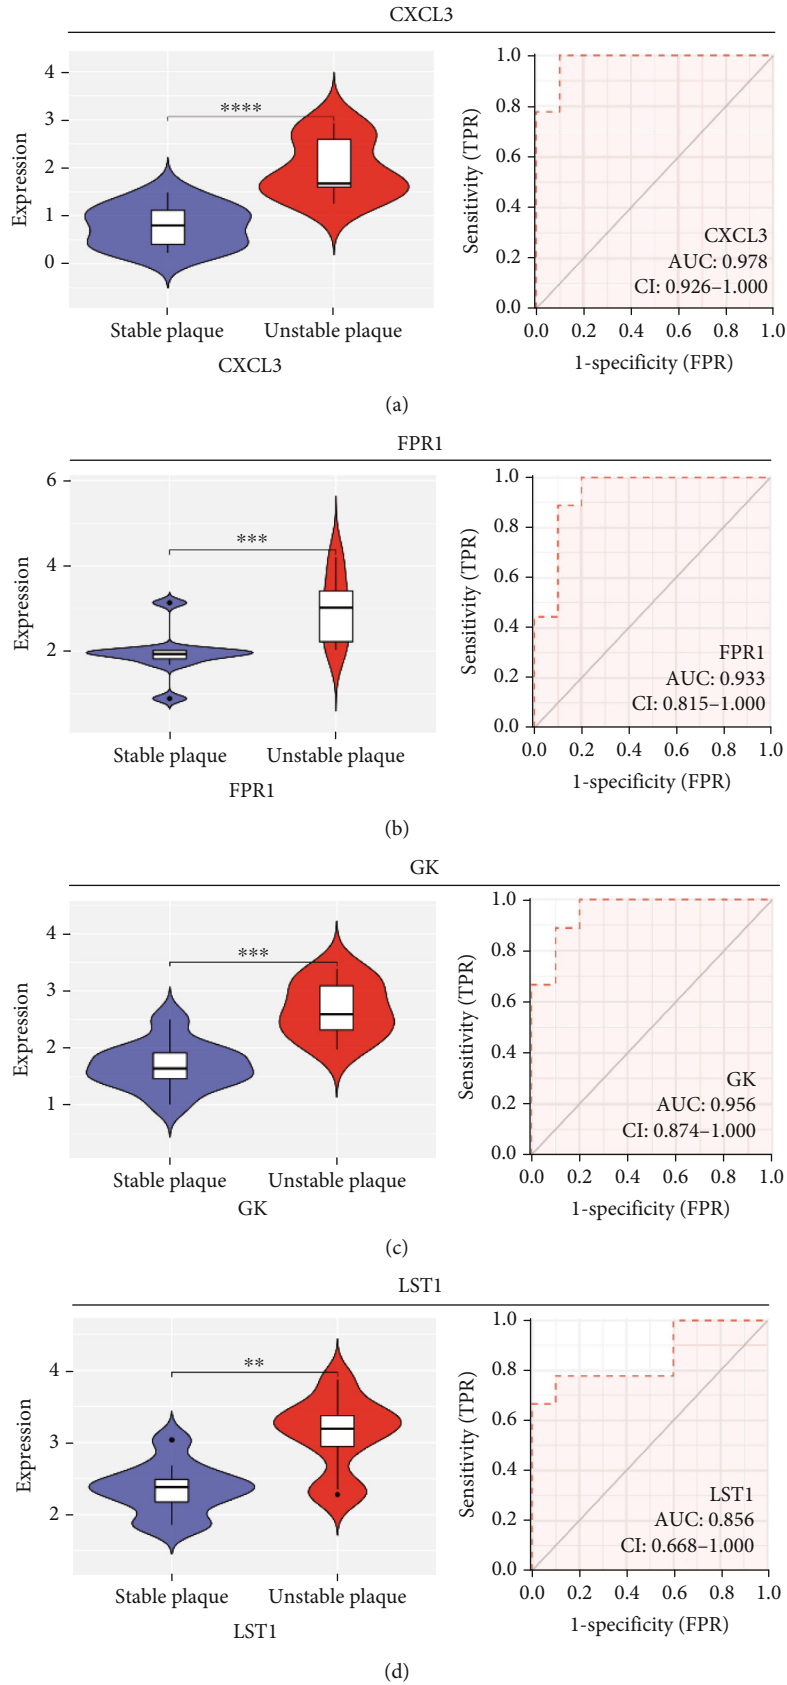 CXCL3
4
3
2
1
0
Expression
****
Stable plaque
Unstable plaque
CXCL3
1.0
0.8
0.6
0.4
0.2
0.0
Sensitivity (TPR)
CXCL3
AUC: 0.978
CI: 0.926–1.000
0.0 0.2 0.4 0.6 0.8 1.0
1-specificity (FPR)
(a)
FPR1
6
4
2
Expression
***
Stable plaque
Unstable plaque
FPR1
1.0
0.8
0.6
0.4
0.2
0.0
Sensitivity (TPR)
FPR1
AUC: 0.933
CI: 0.815–1.000
0.0 0.2 0.4 0.6 0.8 1.0
1-specificity (FPR)
(b)
GK
4
3
2
1
Expression
***
Stable plaque
Unstable plaque
GK
1.0
0.8
0.6
0.4
0.2
0.0
Sensitivity (TPR)
GK
AUC: 0.956
CI: 0.874–1.000
0.0 0.2 0.4 0.6 0.8 1.0
1-specificity (FPR)
(c)
LST1
4
3
2
Expression
**
Stable plaque
Unstable plaque
LST1
1.0
0.8
0.6
0.4
0.2
0.0
Sensitivity (TPR)
LST1
AUC: 0.856
CI: 0.668–1.000
0.0 0.2 0.4 0.6 0.8 1.0
1-specificity (FPR)
(d)